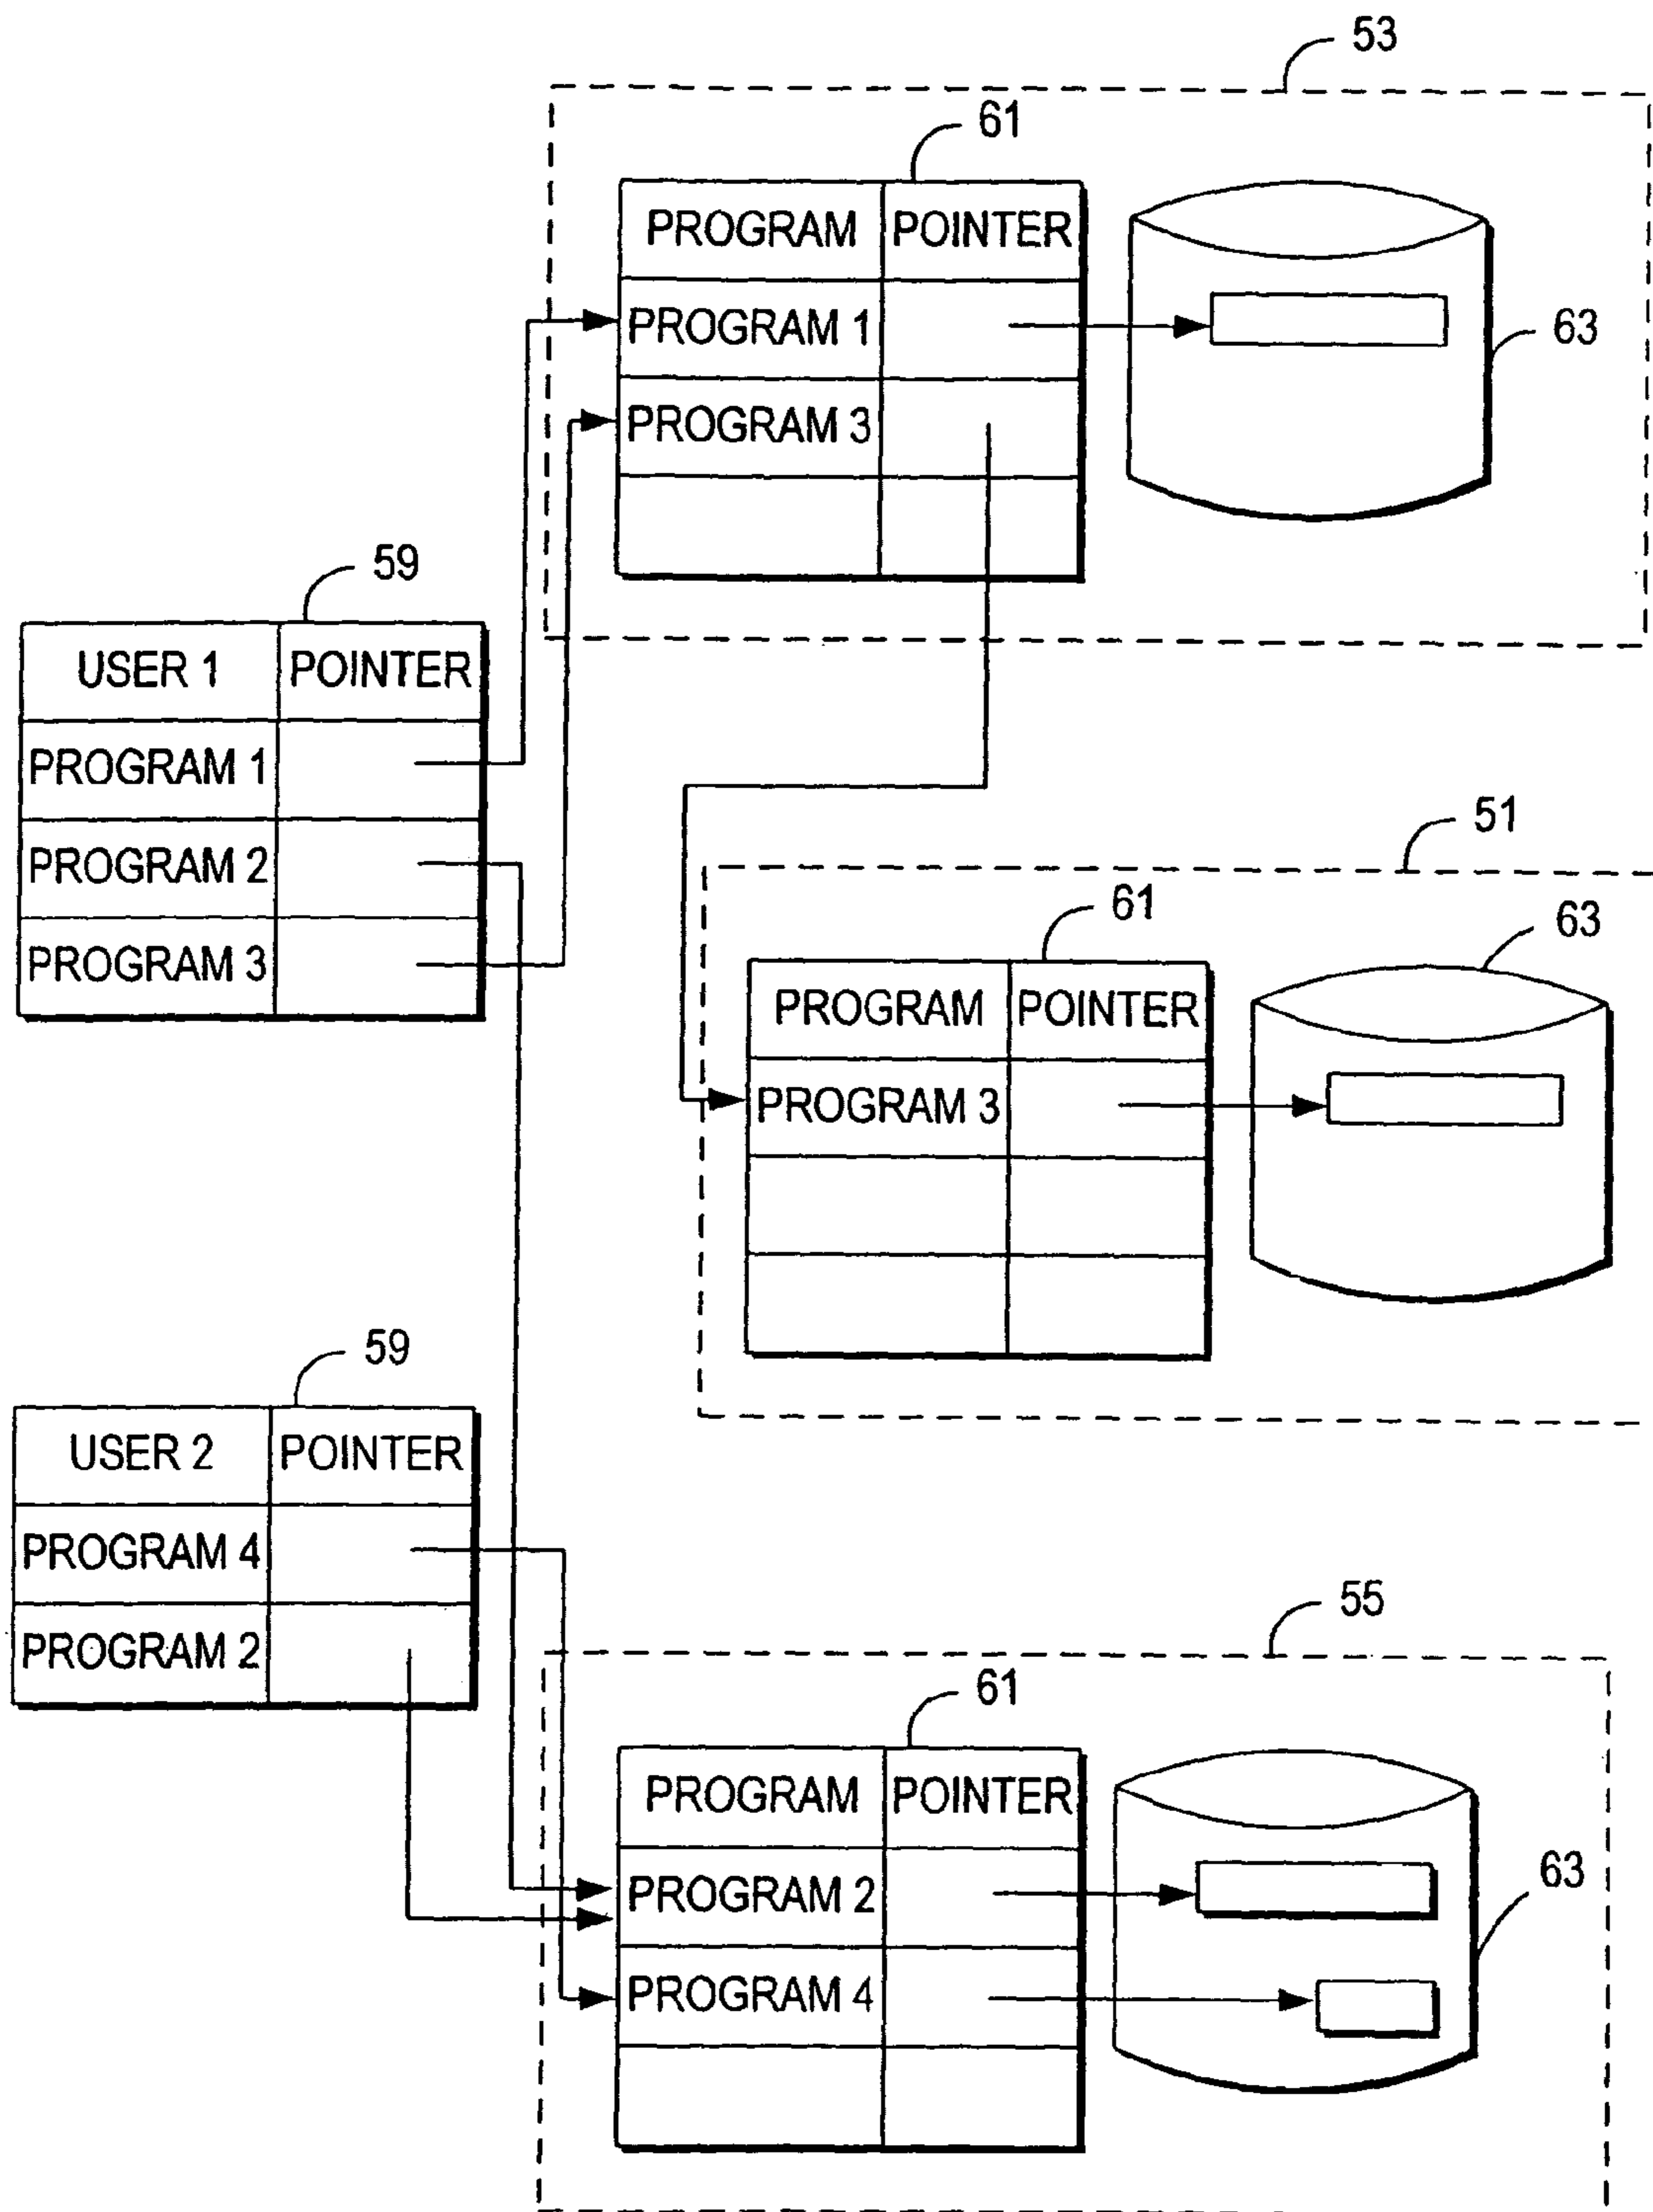 53
61
PROGRAM POINTER
PROGRAM 1
63
PROGRAM 3
59
USER 1 POINTER
PROGRAM 1
PROGRAM 2
PROGRAM 3
51
61
63
PROGRAM POINTER
PROGRAM 3
59
USER 2 POINTER
PROGRAM 4
PROGRAM 2
55
61
PROGRAM POINTER
PROGRAM 2
63
PROGRAM 4